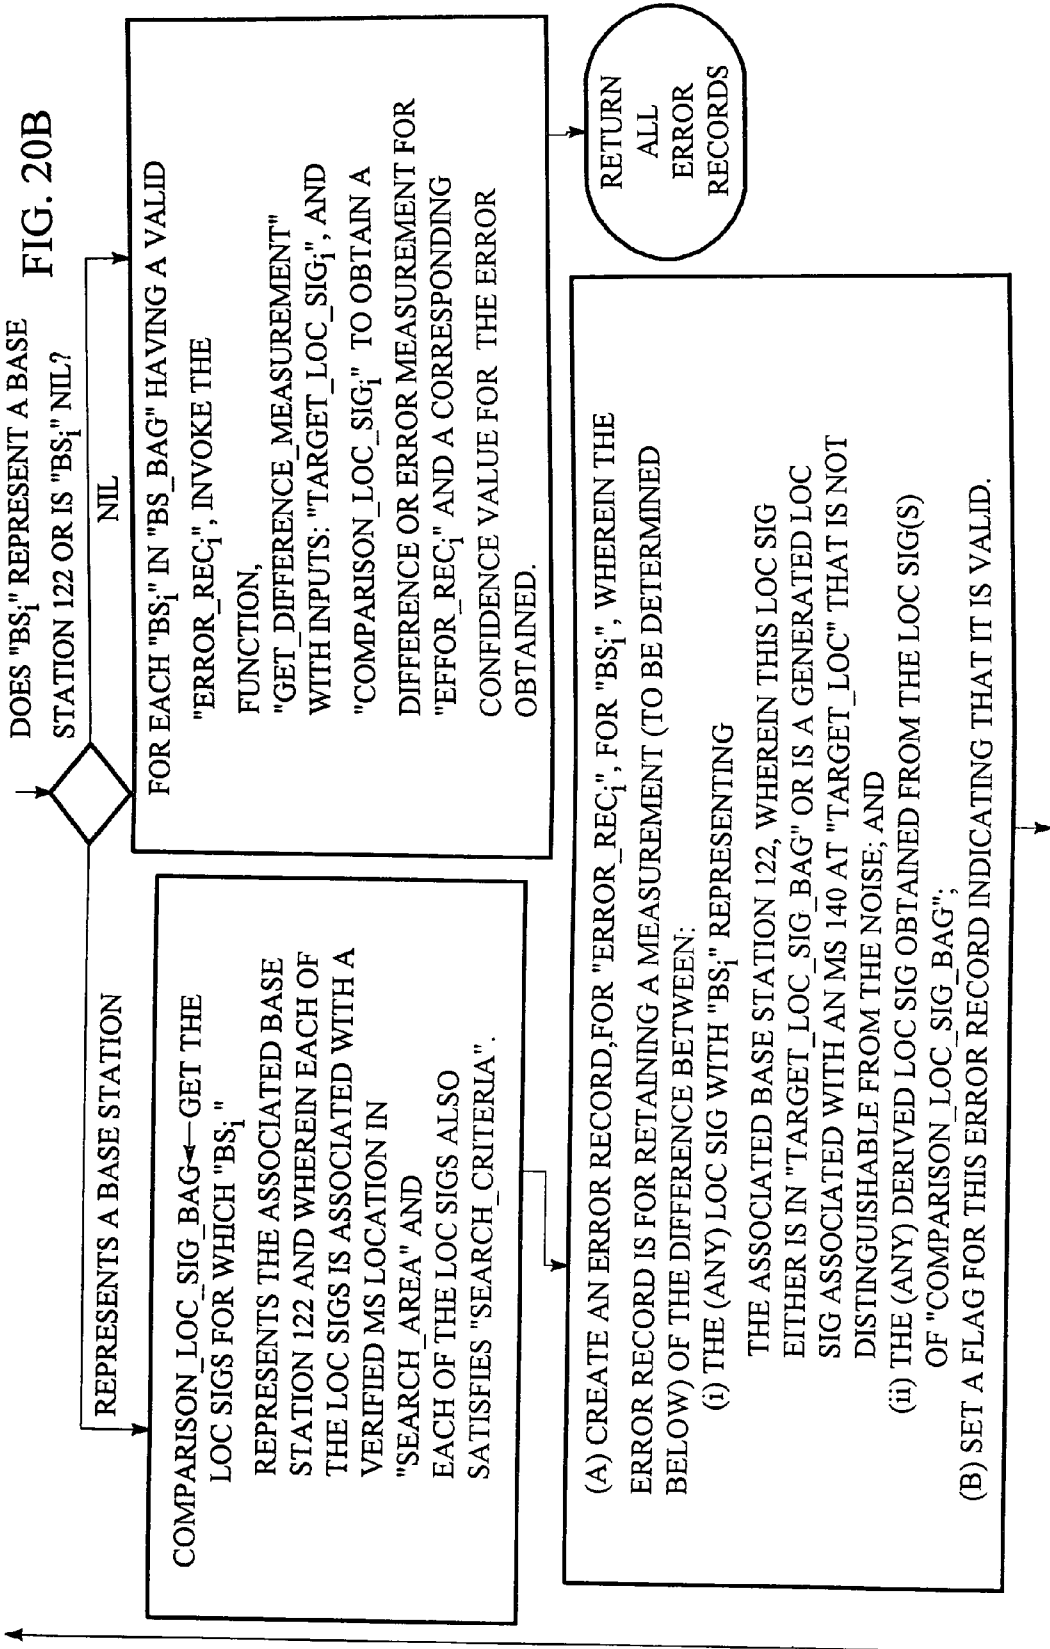 FIG. 20B
DOES "BSi" REPRESENT A BASE
STATION 122 OR IS "BSi" NIL?
REPRESENTS A BASE STATION
NIL
COMPARISON_LOC_SIG_BAG←GET THE
LOC SIGS FOR WHICH "BSi"
REPRESENTS THE ASSOCIATED BASE
STATION 122 AND WHEREIN EACH OF
THE LOC SIGS IS ASSOCIATED WITH A
VERIFIED MS LOCATION IN
"SEARCH_AREA" AND
EACH OF THE LOC SIGS ALSO
SATISFIES "SEARCH_CRITERIA".
FOR EACH "BSi" IN "BS_BAG" HAVING A VALID
"ERROR_RECi", INVOKE THE
FUNCTION,
"GET_DIFFERENCE_MEASUREMENT"
WITH INPUTS: "TARGET_LOC_SIGi", AND
"COMPARISON_LOC_SIGi" TO OBTAIN A
DIFFERENCE OR ERROR MEASUREMENT FOR
"EFFOR_RECi" AND A CORRESPONDING
CONFIDENCE VALUE FOR THE ERROR
OBTAINED.
RETURN
ALL
ERROR
RECORDS
(A) CREATE AN ERROR RECORD,FOR "ERROR_RECi", FOR "BSi", WHEREIN THE
ERROR RECORD IS FOR RETAINING A MEASUREMENT (TO BE DETERMINED
BELOW) OF THE DIFFERENCE BETWEEN:
(i) THE (ANY) LOC SIG WITH "BSi" REPRESENTING
THE ASSOCIATED BASE STATION 122, WHEREIN THIS LOC SIG
EITHER IS IN "TARGET_LOC_SIG_BAG" OR IS A GENERATED LOC
SIG ASSOCIATED WITH AN MS 140 AT "TARGET_LOC" THAT IS NOT
DISTINGUISHABLE FROM THE NOISE; AND
(ii) THE (ANY) DERIVED LOC SIG OBTAINED FROM THE LOC SIG(S)
OF "COMPARISON_LOC_SIG_BAG";
(B) SET A FLAG FOR THIS ERROR RECORD INDICATING THAT IT IS VALID.